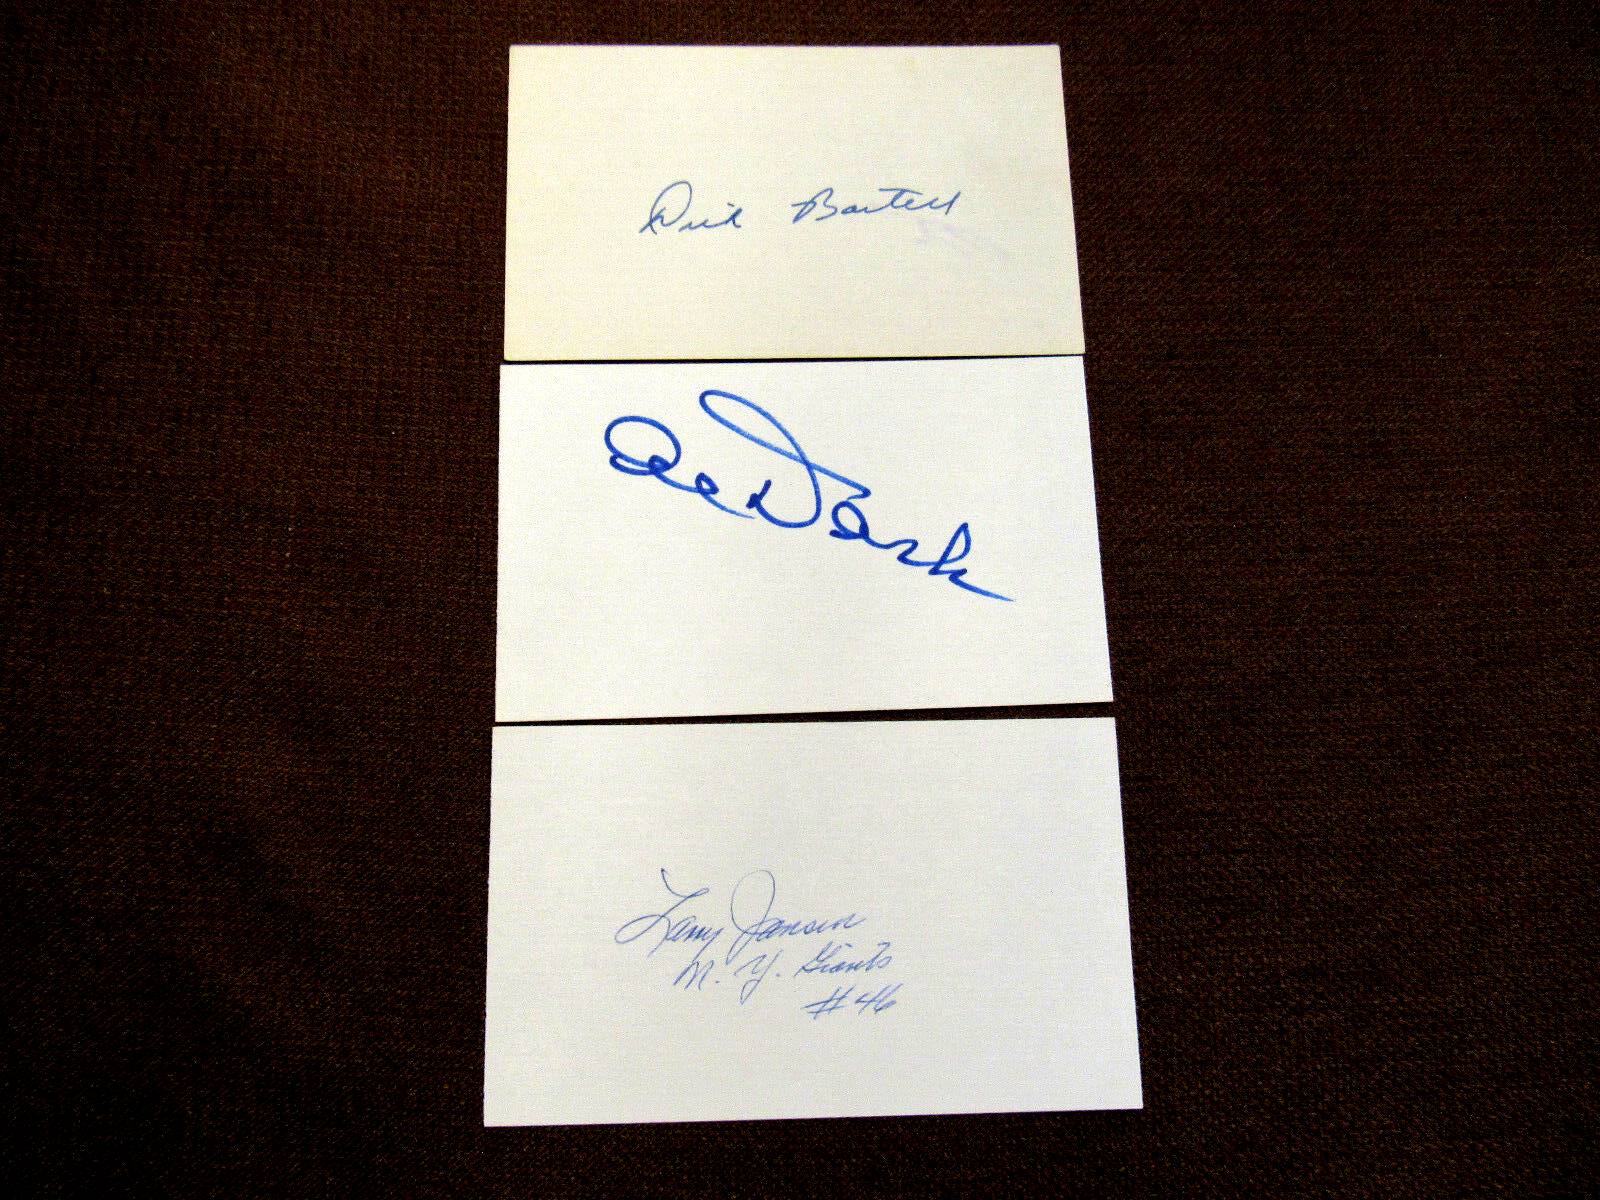 Dick Bartell
Al Dark
Larry Jansen
N. Y. Giants
#46